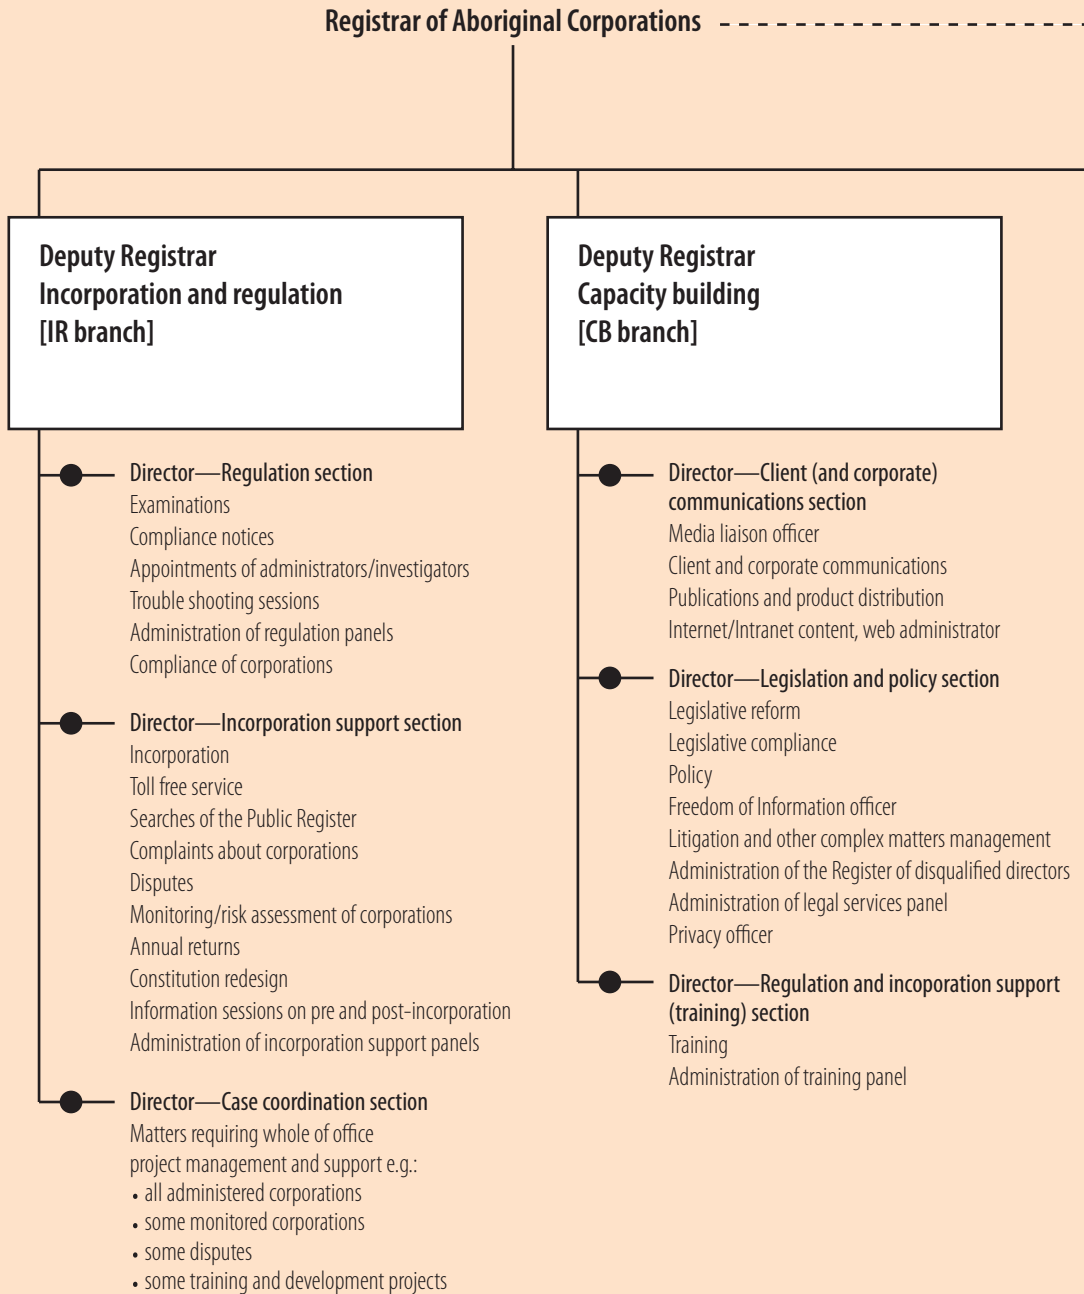 Registrar of Aboriginal Corporations
Deputy Registrar
Incorporation and regulation
[IR branch]
Director—Regulation section
Examinations
Compliance notices
Appointments of administrators/investigators
Trouble shooting sessions
Administration of regulation panels
Compliance of corporations
Director—Incorporation support section
Incorporation
Toll free service
Searches of the Public Register
Complaints about corporations
Disputes
Monitoring/risk assessment of corporations
Annual returns
Constitution redesign
Information sessions on pre and post-incorporation
Administration of incorporation support panels
Director—Case coordination section
Matters requiring whole of office
project management and support e.g.:
• all administered corporations
• some monitored corporations
• some disputes
• some training and development projects
Deputy Registrar
Capacity building
[CB branch]
Director—Client (and corporate)
communications section
Media liaison officer
Client and corporate communications
Publications and product distribution
Internet/Intranet content, web administrator
Director—Legislation and policy section
Legislative reform
Legislative compliance
Policy
Freedom of Information officer
Litigation and other complex matters management
Administration of the Register of disqualified directors
Administration of legal services panel
Privacy officer
Director—Regulation and incoporation support
(training) section
Training
Administration of training panel